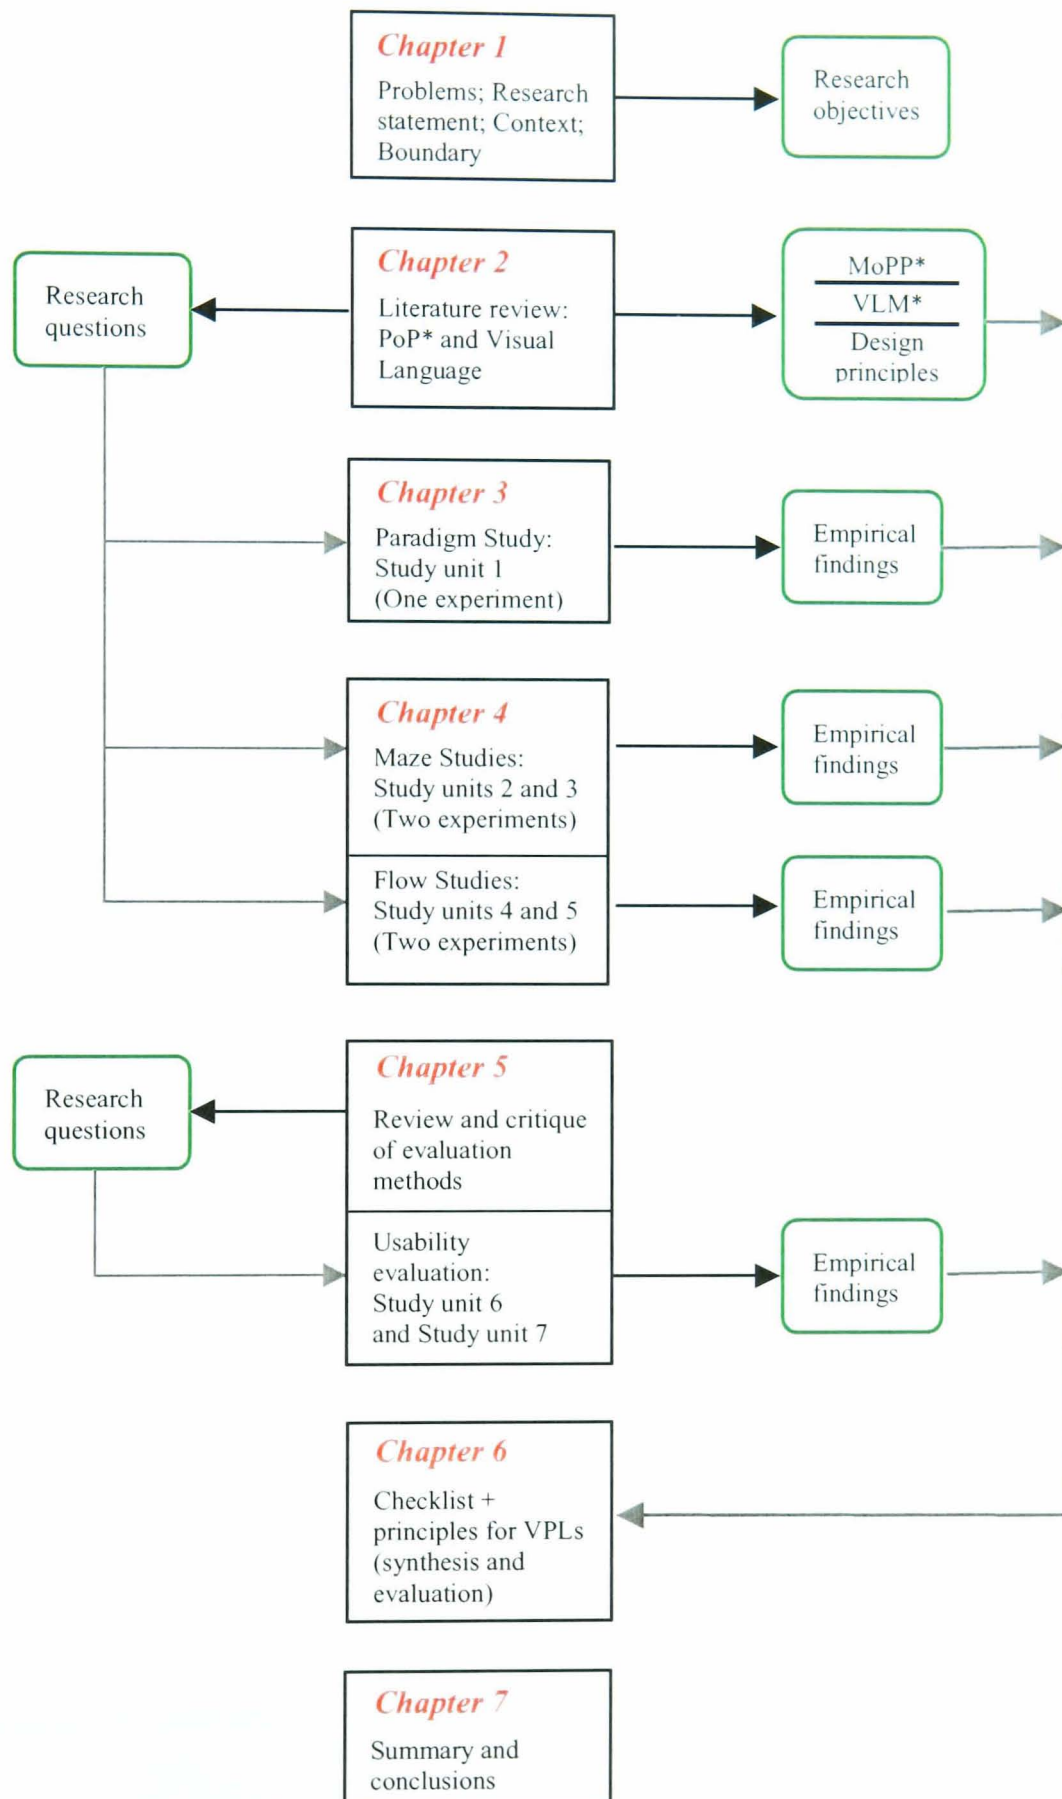 Chapter 1
Problems; Research
statement; Context;
Boundary
Research
objectives
Research
questions
Chapter 2
Literature review:
PoP* and Visual
Language
MoPP*
VLM*
Design
principles
Chapter 3
Paradigm Study:
Study unit 1
(One experiment)
Empirical
findings
Chapter 4
Maze Studies:
Study units 2 and 3
(Two experiments)
Empirical
findings
Flow Studies:
Study units 4 and 5
(Two experiments)
Empirical
findings
Research
questions
Chapter 5
Review and critique
of evaluation
methods
Usability
evaluation:
Study unit 6
and Study unit 7
Empirical
findings
Chapter 6
Checklist +
principles for VPLs
(synthesis and
evaluation)
Chapter 7
Summary and
conclusions